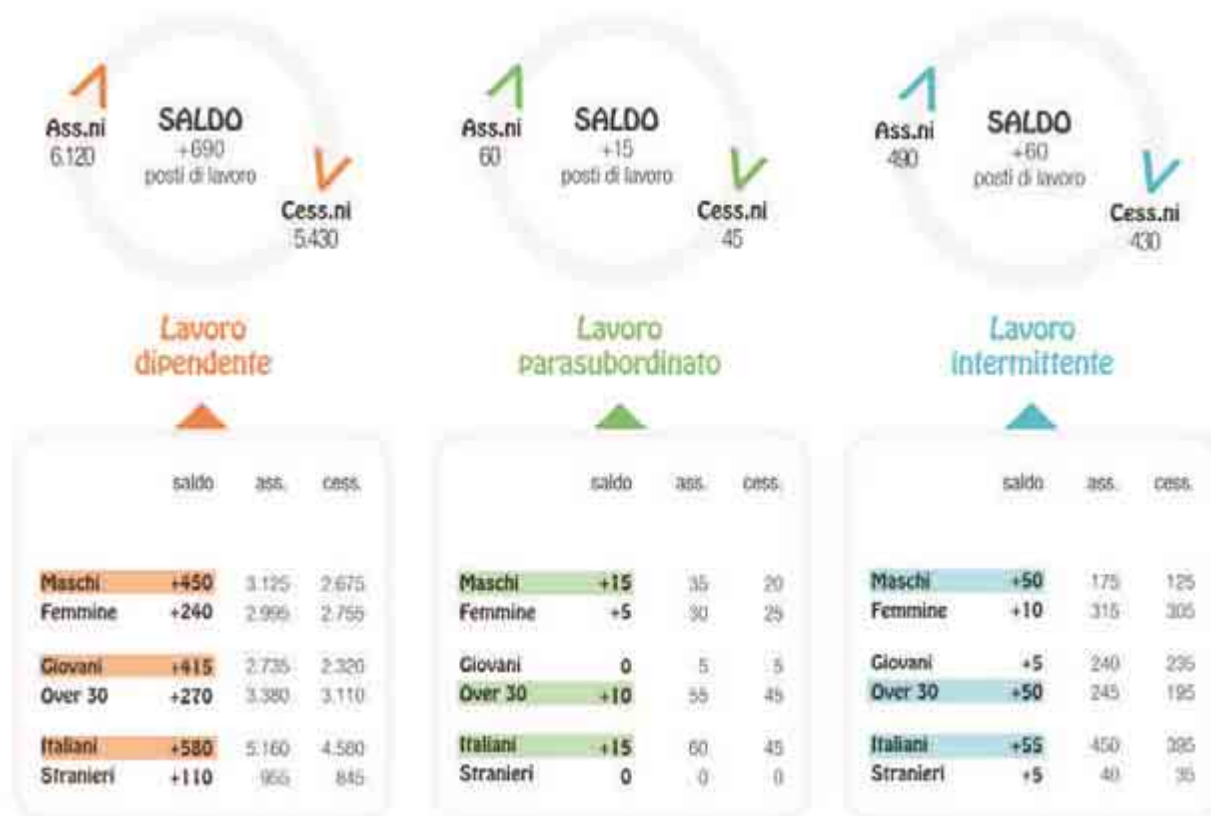 Ass.ni
6.120
SALDO
+690
posti di lavoro
Cess.ni
5.430
Lavoro
dipendente
saldo ass. cess.
Maschi +450 3.125 2.675
Femmine +240 2.995 2.755
Giovani +415 2.735 2.320
Over 30 +270 3.380 3.110
Italiani +580 5.160 4.580
Stranieri +110 955 845
Ass.ni
60
SALDO
+15
posti di lavoro
Cess.ni
45
Lavoro
parasubordinato
saldo ass. cess.
Maschi +15 35 20
Femmine +5 30 25
Giovani 0 5 5
Over 30 +10 55 45
Italiani +15 60 45
Stranieri 0 0 0
Ass.ni
490
SALDO
+60
posti di lavoro
Cess.ni
430
Lavoro
intermittente
saldo ass. cess.
Maschi +50 175 125
Femmine +10 315 305
Giovani +5 240 235
Over 30 +50 245 195
Italiani +55 450 395
Stranieri +5 40 35